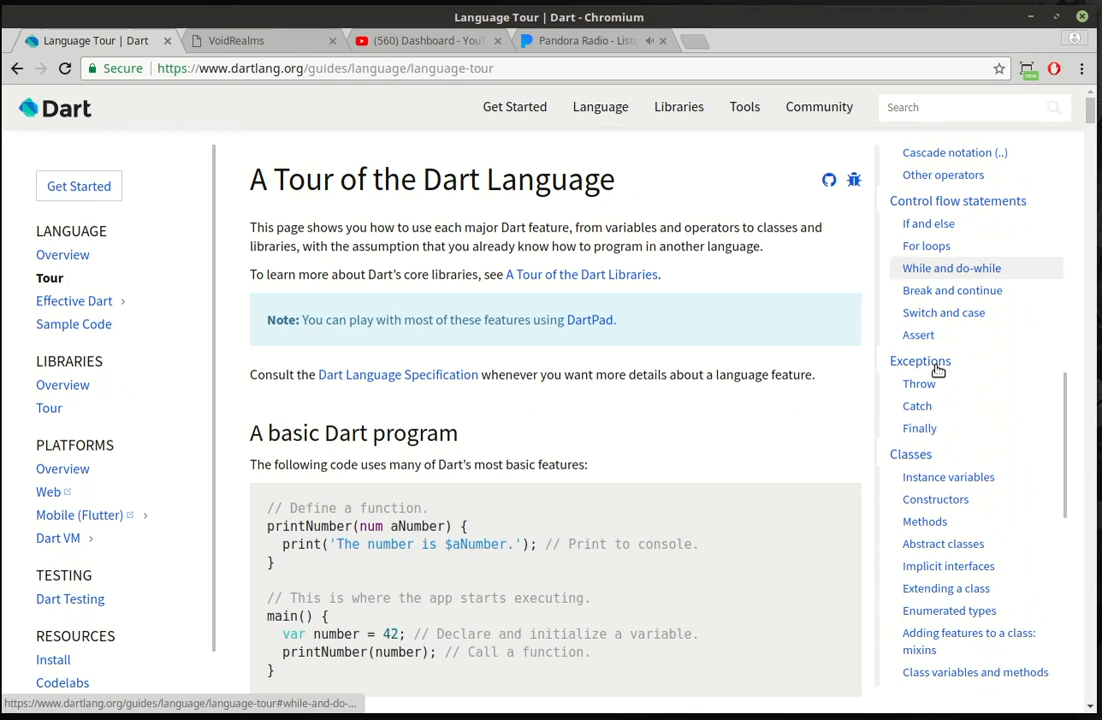 Language Tour | Dart - Chromium
Language Tour | Dart
VoidRealms
(560) Dashboard - YouT
Pandora Radio - Liste
Secure
https://www.dartlang.org/guides/language/language-tour
new
Dart
Get Started
Language
Libraries
Tools
Community
Search
Get Started
LANGUAGE
Overview
Tour
Effective Dart
Sample Code
LIBRARIES
Overview
Tour
PLATFORMS
Overview
Web
Mobile (Flutter)
Dart VM
TESTING
Dart Testing
RESOURCES
Install
Codelabs
A Tour of the Dart Language
This page shows you how to use each major Dart feature, from variables and operators to classes and
libraries, with the assumption that you already know how to program in another language.
To learn more about Dart's core libraries, see A Tour of the Dart Libraries.
Note: You can play with most of these features using DartPad.
Consult the Dart Language Specification whenever you want more details about a language feature.
A basic Dart program
The following code uses many of Dart's most basic features:
// Define a function.
printNumber(num aNumber) {
print('The number is $aNumber.'); // Print to console.
}
// This is where the app starts executing.
main() {
var number = 42; // Declare and initialize a variable.
printNumber(number); // Call a function.
}
Cascade notation (..)
Other operators
Control flow statements
If and else
For loops
While and do-while
Break and continue
Switch and case
Assert
Exceptions
Throw
Catch
Finally
Classes
Instance variables
Constructors
Methods
Abstract classes
Implicit interfaces
Extending a class
Enumerated types
Adding features to a class:
mixins
Class variables and methods
https://www.dartlang.org/guides/language/language-tour#while-and-do-...